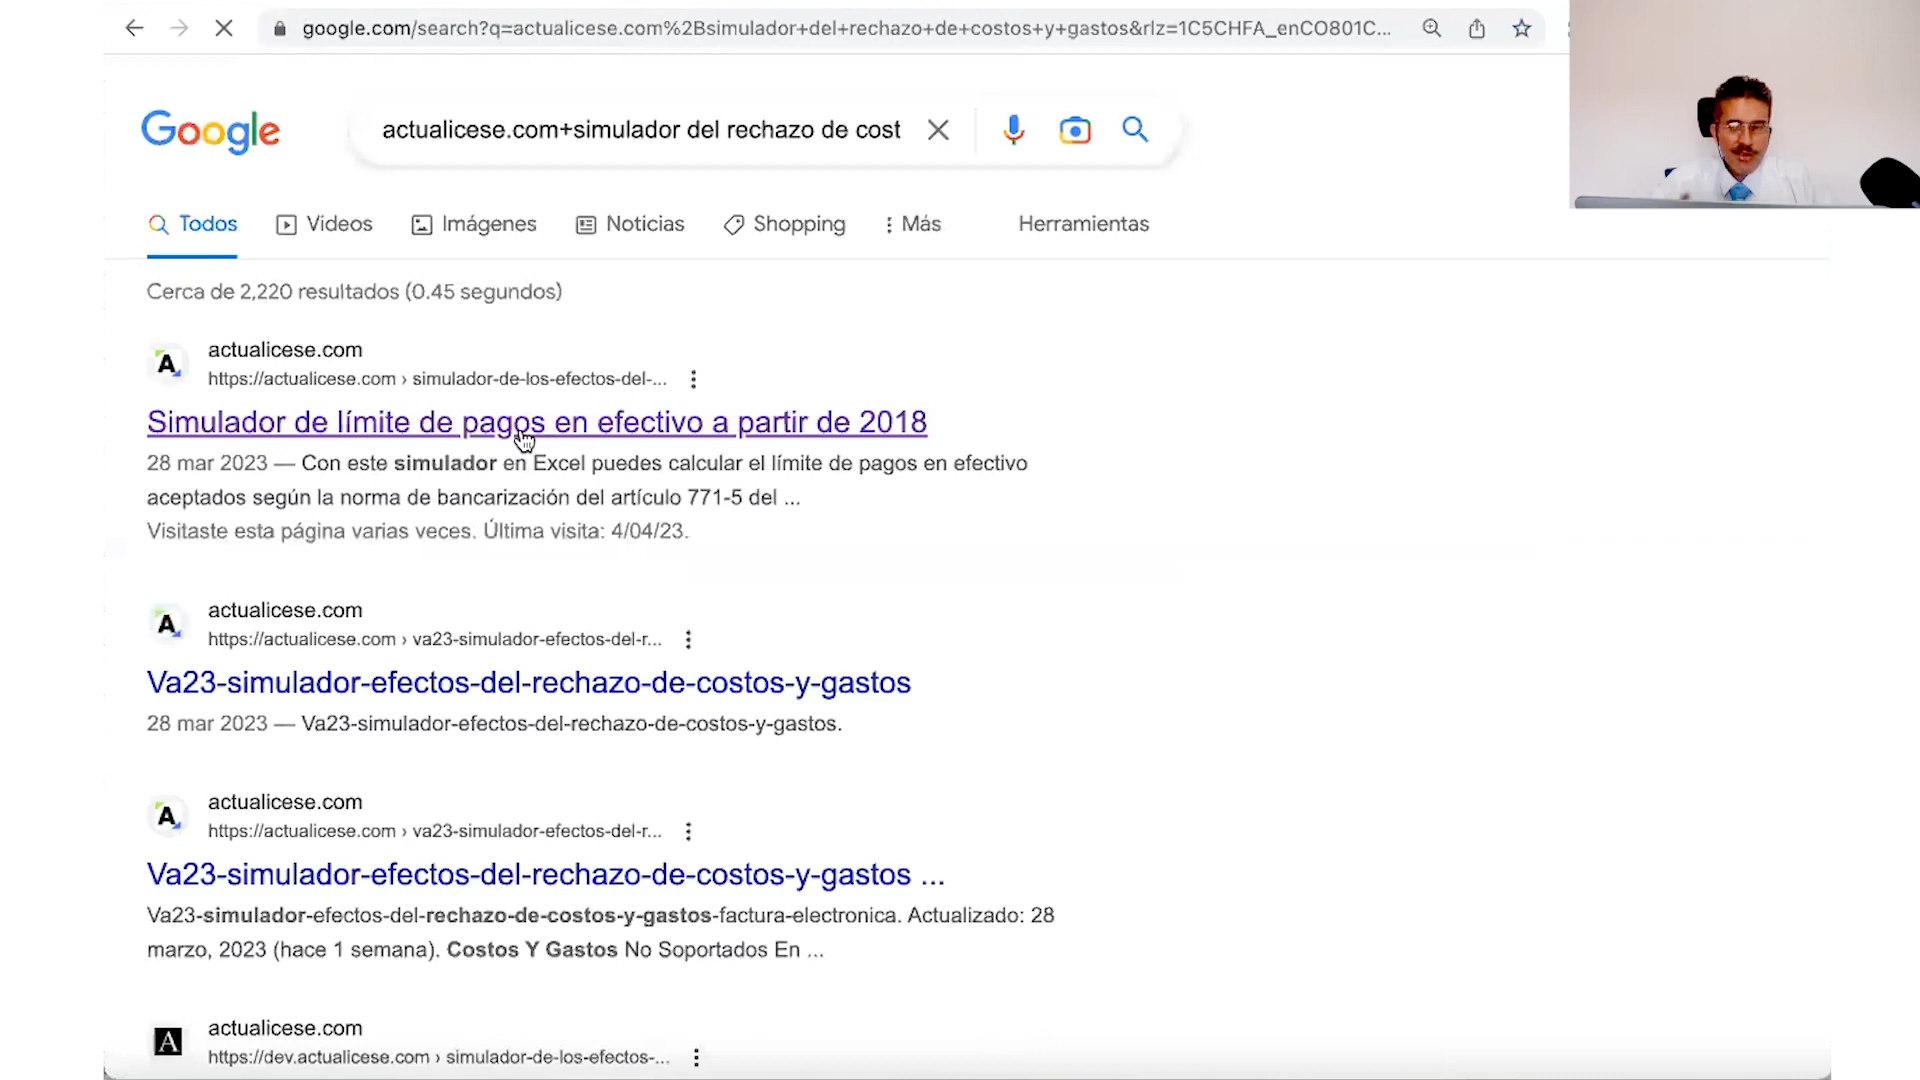 google.com/search?q=actualicese.com%2Bsimulador+del+rechazo+de+costos+y+gastos&rlz=1C5CHFA_enCO801C...
Google
actualicese.com+simulador del rechazo de cost
Todos
Videos
Imágenes
Noticias
Shopping
Más
Herramientas
Cerca de 2,220 resultados (0.45 segundos)
actualicese.com
https://actualicese.com › simulador-de-los-efectos-del-...
Simulador de límite de pagos en efectivo a partir de 2018
28 mar 2023 — Con este simulador en Excel puedes calcular el límite de pagos en efectivo
aceptados según la norma de bancarización del artículo 771-5 del ...
Visitaste esta página varias veces. Última visita: 4/04/23.
actualicese.com
https://actualicese.com › va23-simulador-efectos-del-r...
Va23-simulador-efectos-del-rechazo-de-costos-y-gastos
28 mar 2023 — Va23-simulador-efectos-del-rechazo-de-costos-y-gastos.
actualicese.com
https://actualicese.com › va23-simulador-efectos-del-r...
Va23-simulador-efectos-del-rechazo-de-costos-y-gastos ...
Va23-simulador-efectos-del-rechazo-de-costos-y-gastos-factura-electronica. Actualizado: 28
marzo, 2023 (hace 1 semana). Costos Y Gastos No Soportados En ...
actualicese.com
https://dev.actualicese.com › simulador-de-los-efectos-...